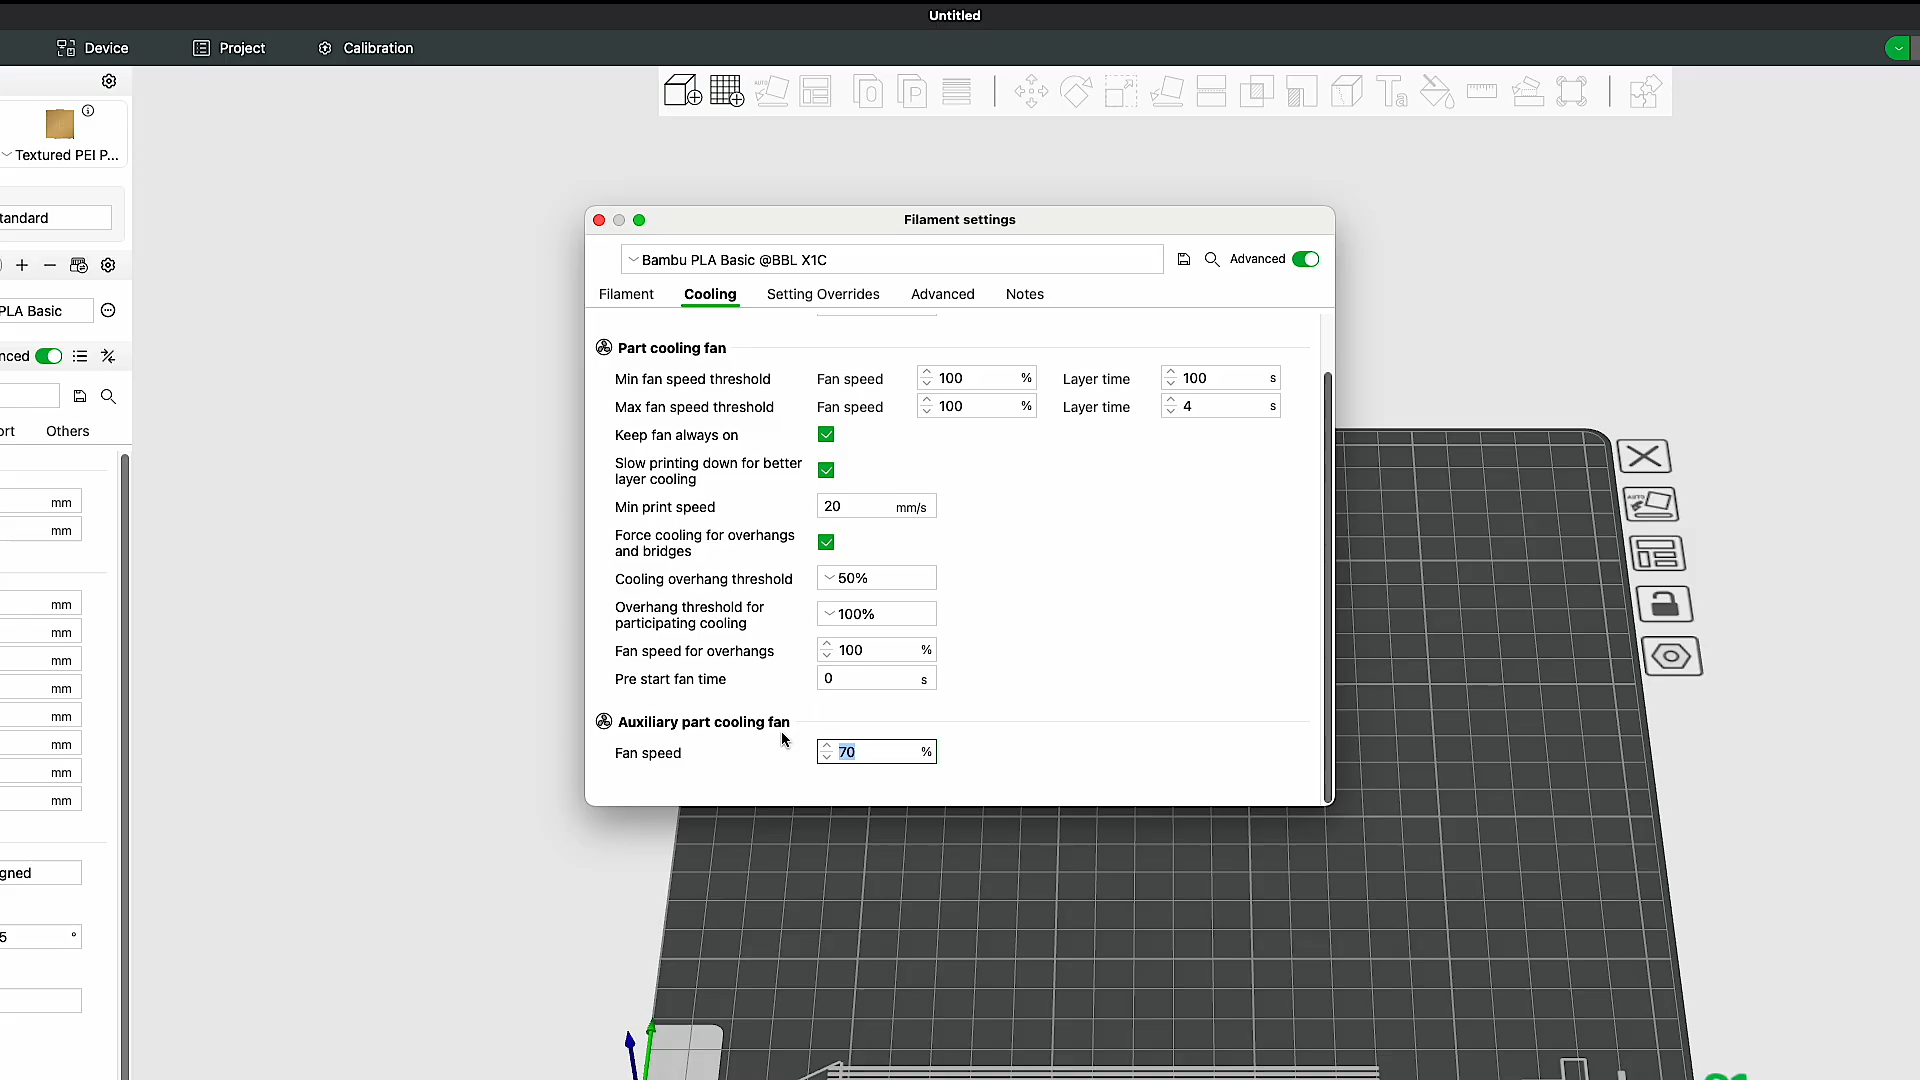 Untitled
Device Project Calibration
Textured PEI P...
tandard
PLA Basic
nced
ort Others
mm
mm
mm
mm
mm
mm
mm
mm
mm
mm
gned
5 °
Filament settings
Bambu PLA Basic @BBL X1C Advanced
Filament Cooling Setting Overrides Advanced Notes
Part cooling fan
Min fan speed threshold Fan speed 100 % Layer time 100 s
Max fan speed threshold Fan speed 100 % Layer time 4 s
Keep fan always on
Slow printing down for better
layer cooling
Min print speed 20 mm/s
Force cooling for overhangs
and bridges
Cooling overhang threshold 50%
Overhang threshold for
participating cooling 100%
Fan speed for overhangs 100 %
Pre start fan time 0 s
Auxiliary part cooling fan
Fan speed 70 %